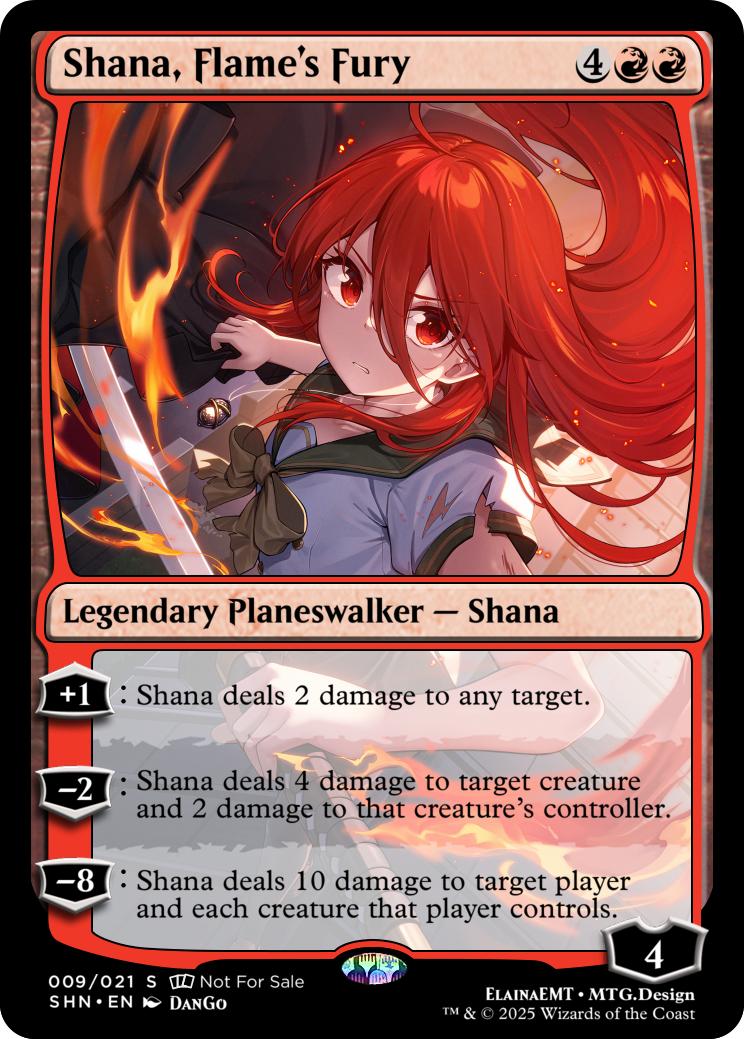 Shana, Flame's Fury 4
Legendary Planeswalker — Shana
+1 : Shana deals 2 damage to any target.
−2 : Shana deals 4 damage to target creature
and 2 damage to that creature's controller.
−8 : Shana deals 10 damage to target player
and each creature that player controls.
4
009/021 S Not For Sale
SHN • EN DanGo
ElainaEMT • MTG.Design
™ & © 2025 Wizards of the Coast